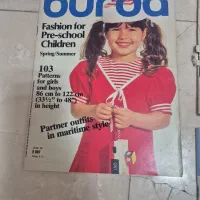 burda
Fashion for
Pre-school
Children
Spring/Summer
103
Patterns
for girls
and boys
86 cm to 122 cm
(33½" to 48")
in height
Partner outfits
in maritime style